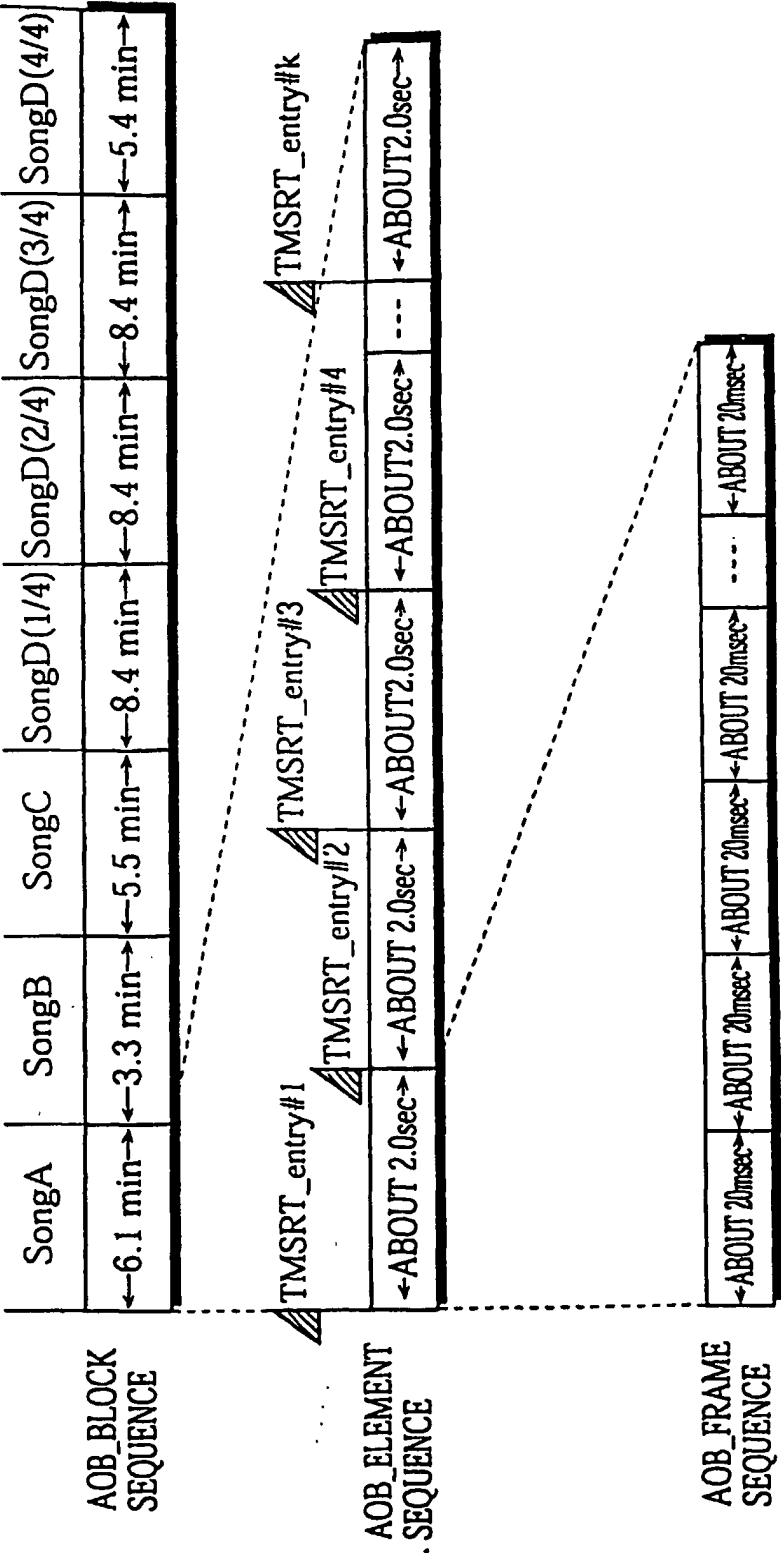 SongA SongB SongC SongD(1/4) SongD(2/4) SongD(3/4) SongD(4/4)
AOB_BLOCK
SEQUENCE
6.1 min 3.3 min 5.5 min 8.4 min 8.4 min 8.4 min 5.4 min
TMSRT_entry#1 TMSRT_entry#2 TMSRT_entry#3 TMSRT_entry#4 TMSRT_entry#k
AOB_ELEMENT
SEQUENCE
ABOUT 2.0sec ABOUT 2.0sec ABOUT2.0sec ABOUT2.0sec ---- ABOUT2.0sec
AOB_FRAME
SEQUENCE
ABOUT 20msec ABOUT 20msec ABOUT 20msec ABOUT 20msec ---- ABOUT 20msec